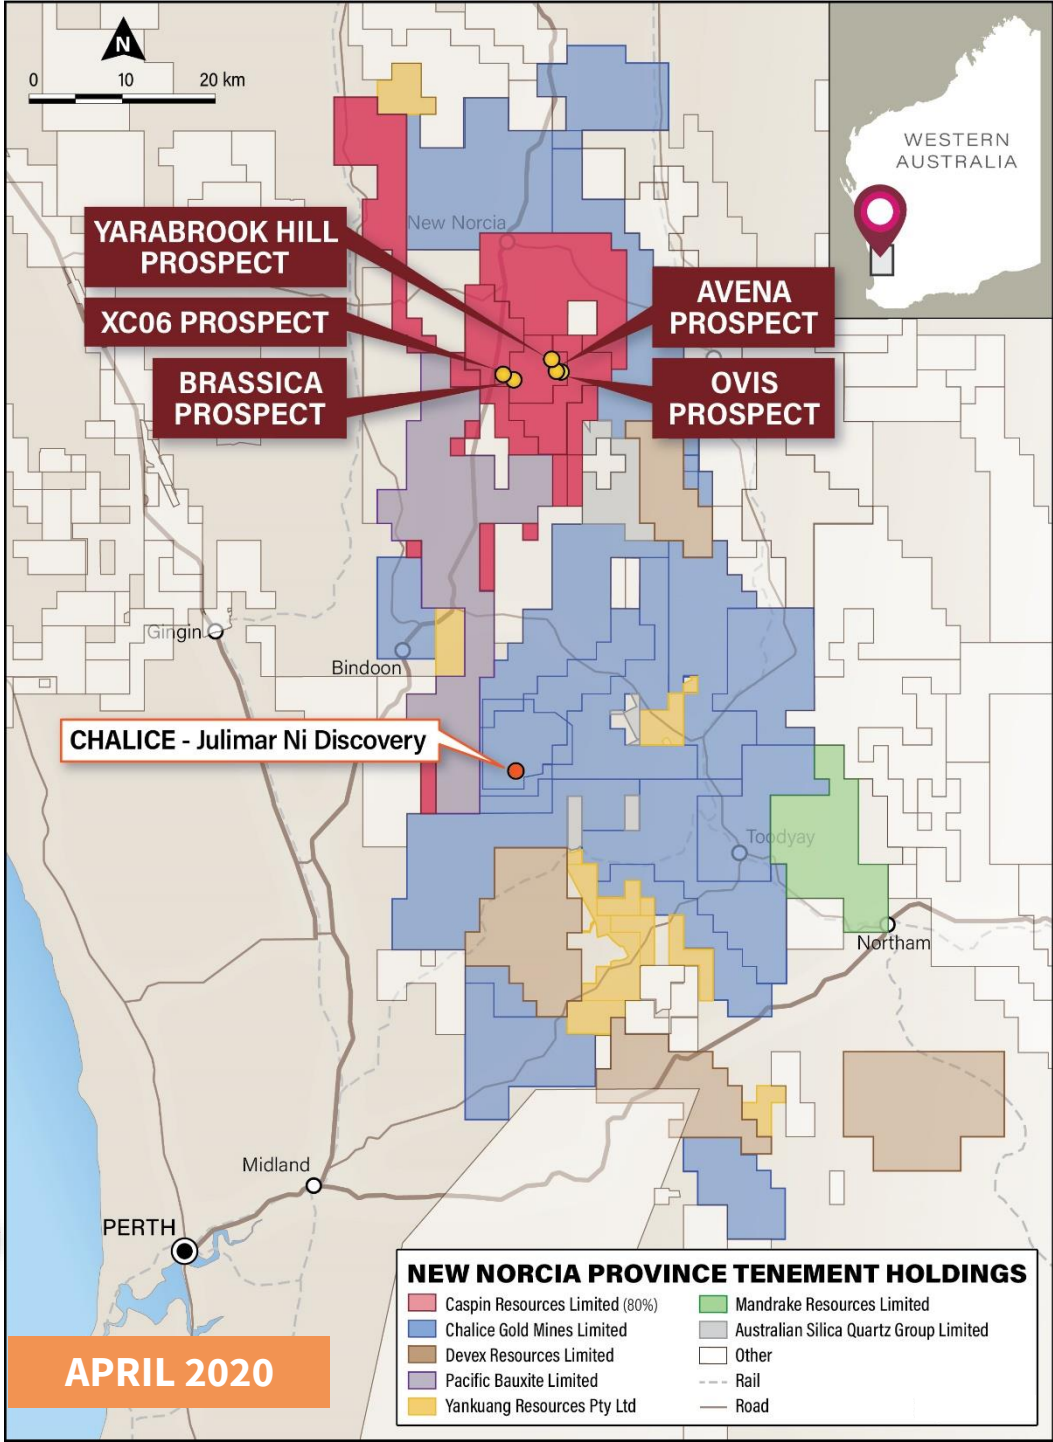 N
0 10 20 km
WESTERN
AUSTRALIA
New Norcia
YARABROOK HILL
PROSPECT
XC06 PROSPECT
BRASSICA
PROSPECT
AVENA
PROSPECT
OVIS
PROSPECT
Gingin
Bindoon
CHALICE - Julimar Ni Discovery
Toodyay
Northam
Midland
PERTH
NEW NORCIA PROVINCE TENEMENT HOLDINGS
Caspin Resources Limited (80%)
Chalice Gold Mines Limited
Devex Resources Limited
Pacific Bauxite Limited
Yankuang Resources Pty Ltd
Mandrake Resources Limited
Australian Silica Quartz Group Limited
Other
Rail
Road
APRIL 2020